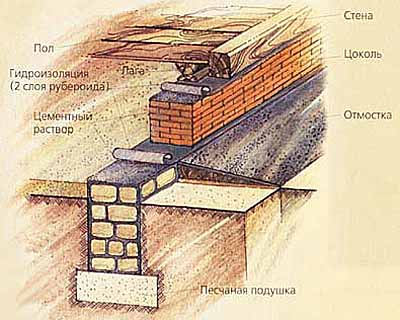 Стена
Пол
Цоколь
Гидроизоляция
(2 слоя рубероида)
Лага
Цементный
раствор
Отмостка
Песчаная подушка